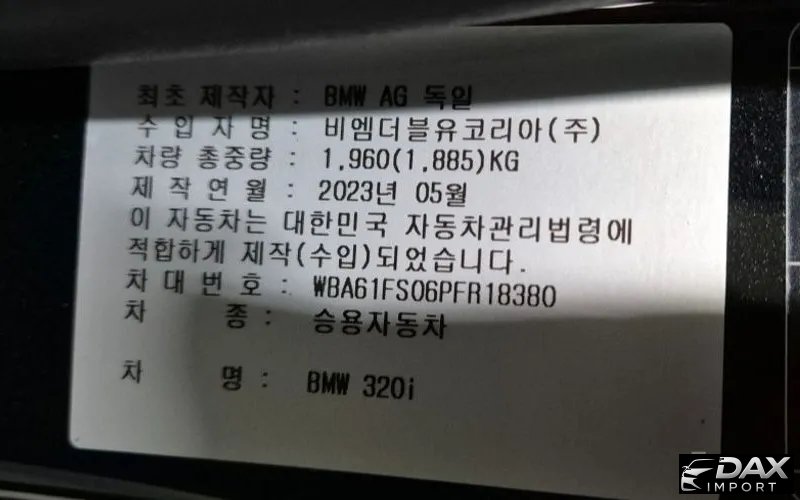 최초 제작자 : BMW AG 독일
수 입 자 명 : 비엠더블유코리아(주)
차량 총중량 : 1,960(1,885)KG
제 작 연 월 : 2023년 05월
이 자동차는 대한민국 자동차관리법령에
적합하게 제작(수입)되었습니다.
차 대 번 호 : WBA61FS06PFR18380
차 종 : 승용자동차
차 명 : BMW 320i
DAX
IMPORT